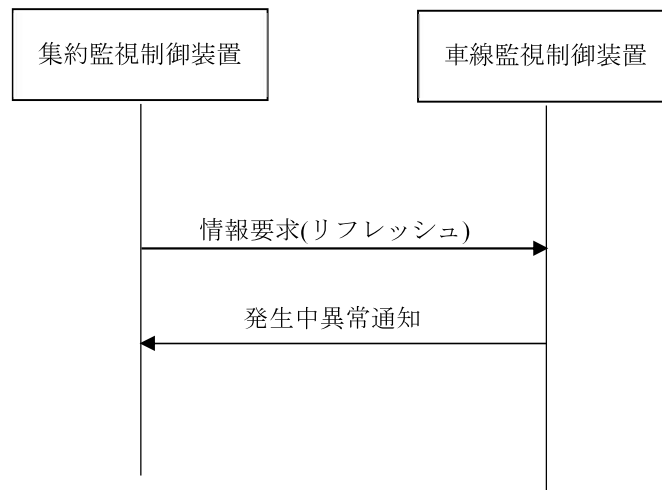 集約監視制御装置
車線監視制御装置
情報要求(リフレッシュ)
発生中異常通知